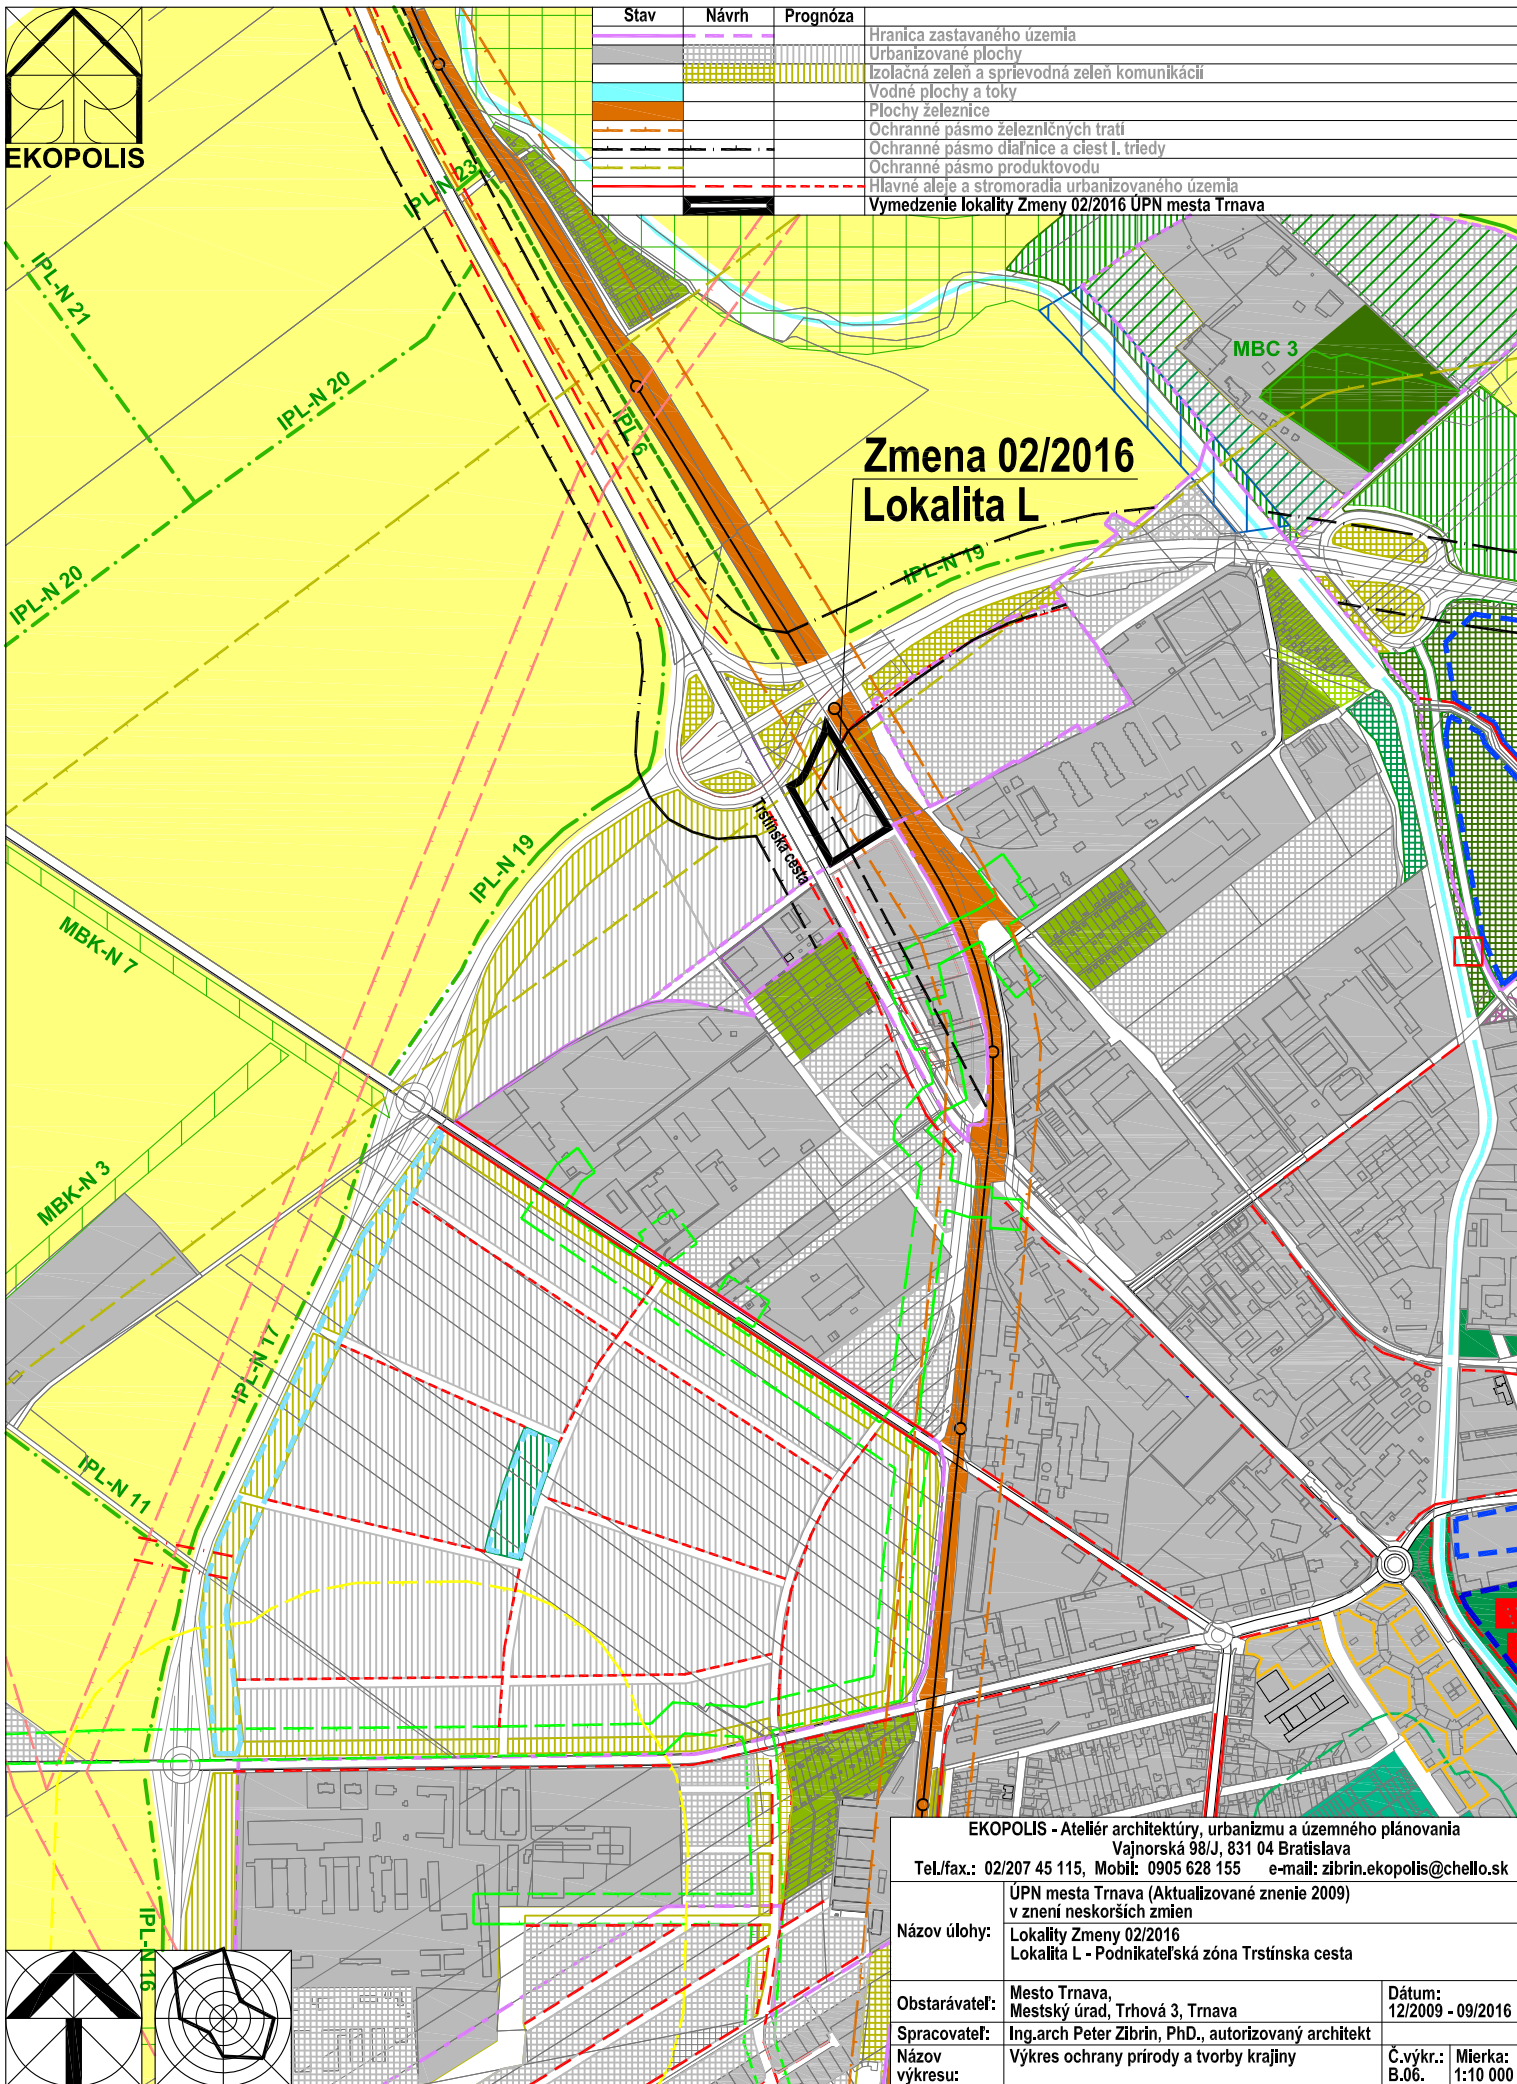 EKOPOLIS
Stav Návrh Prognóza
Hranica zastavaného územia
Urbanizované plochy
Izolačná zeleň a sprievodná zeleň komunikácií
Vodné plochy a toky
Plochy železnice
Ochranné pásmo železničných tratí
Ochranné pásmo diaľnice a ciest I. triedy
Ochranné pásmo produktovodu
Hlavné aleje a stromoradia urbanizovaného územia
Vymedzenie lokality Zmeny 02/2016 ÚPN mesta Trnava
IPL-N 23
IPL-N 21
IPL-N 20
IPL-N 20
IPL 6
MBC 3
Zmena 02/2016
Lokalita L
IPL-N 19
Trstínska cesta
IPL-N 19
MBK-N 7
MBK-N 3
IPL-N 17
IPL-N 11
IPL-N 16
EKOPOLIS - Ateliér architektúry, urbanizmu a územného plánovania
Vajnorská 98/J, 831 04 Bratislava
Tel./fax.: 02/207 45 115, Mobil: 0905 628 155 e-mail: zibrin.ekopolis@chello.sk
Názov úlohy:
ÚPN mesta Trnava (Aktualizované znenie 2009)
v znení neskorších zmien
Lokality Zmeny 02/2016
Lokalita L - Podnikateľská zóna Trstínska cesta
Obstarávateľ:
Mesto Trnava,
Mestský úrad, Trhová 3, Trnava
Dátum:
12/2009 - 09/2016
Spracovateľ: Ing.arch Peter Zibrin, PhD., autorizovaný architekt
Názov
výkresu:
Výkres ochrany prírody a tvorby krajiny
Č.výkr.:
B.06.
Mierka:
1:10 000